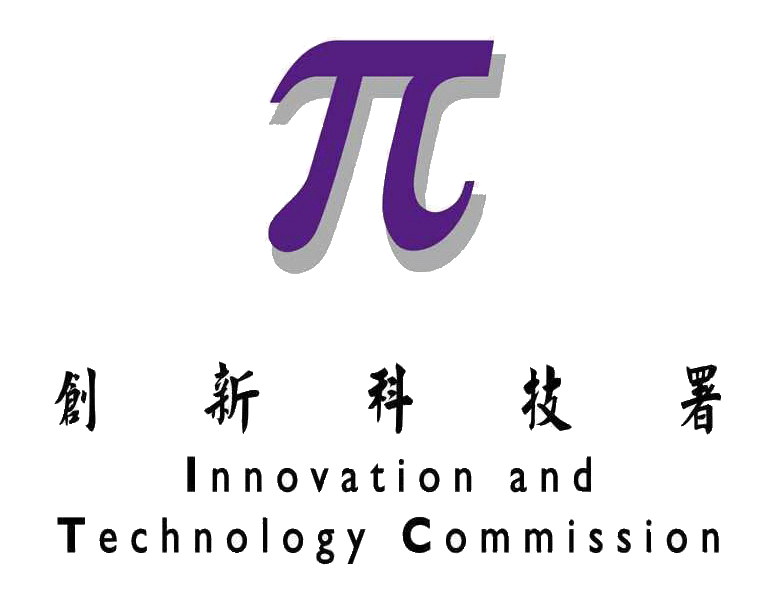 π
創新科技署
Innovation and
Technology Commission